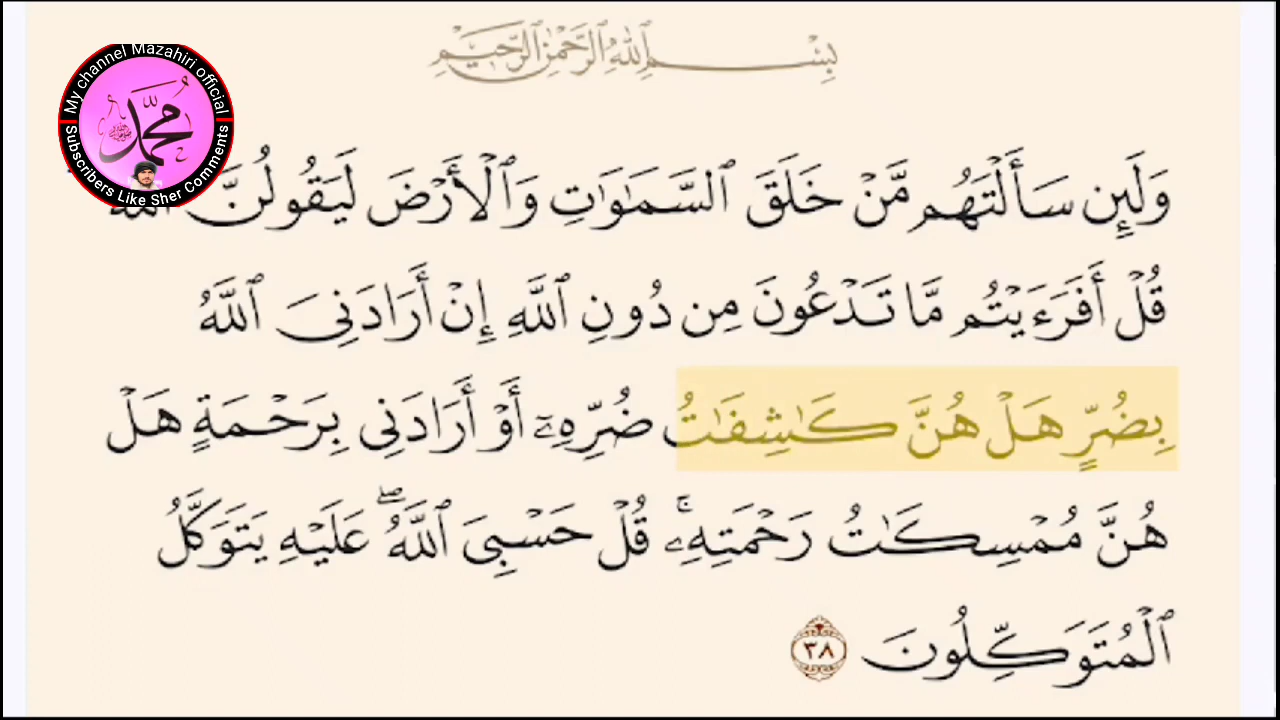 بِسْمِ ٱللَّهِ ٱلرَّحْمَٰنِ ٱلرَّحِيمِ
My channel Mazahiri official
Subscribers Like Sher Comments
مُحَمَّد
وَلَئِن سَأَلْتَهُم مَّنْ خَلَقَ ٱلسَّمَٰوَٰتِ وَٱلْأَرْضَ لَيَقُولُنَّ ٱللَّهُ
قُلْ أَفَرَءَيْتُم مَّا تَدْعُونَ مِن دُونِ ٱللَّهِ إِنْ أَرَادَنِىَ ٱللَّهُ
بِضُرٍّ هَلْ هُنَّ كَٰشِفَٰتُ ضُرِّهِۦٓ أَوْ أَرَادَنِى بِرَحْمَةٍ هَلْ
هُنَّ مُمْسِكَٰتُ رَحْمَتِهِۦ ۚ قُلْ حَسْبِىَ ٱللَّهُ ۖ عَلَيْهِ يَتَوَكَّلُ
ٱلْمُتَوَكِّلُونَ ٣٨